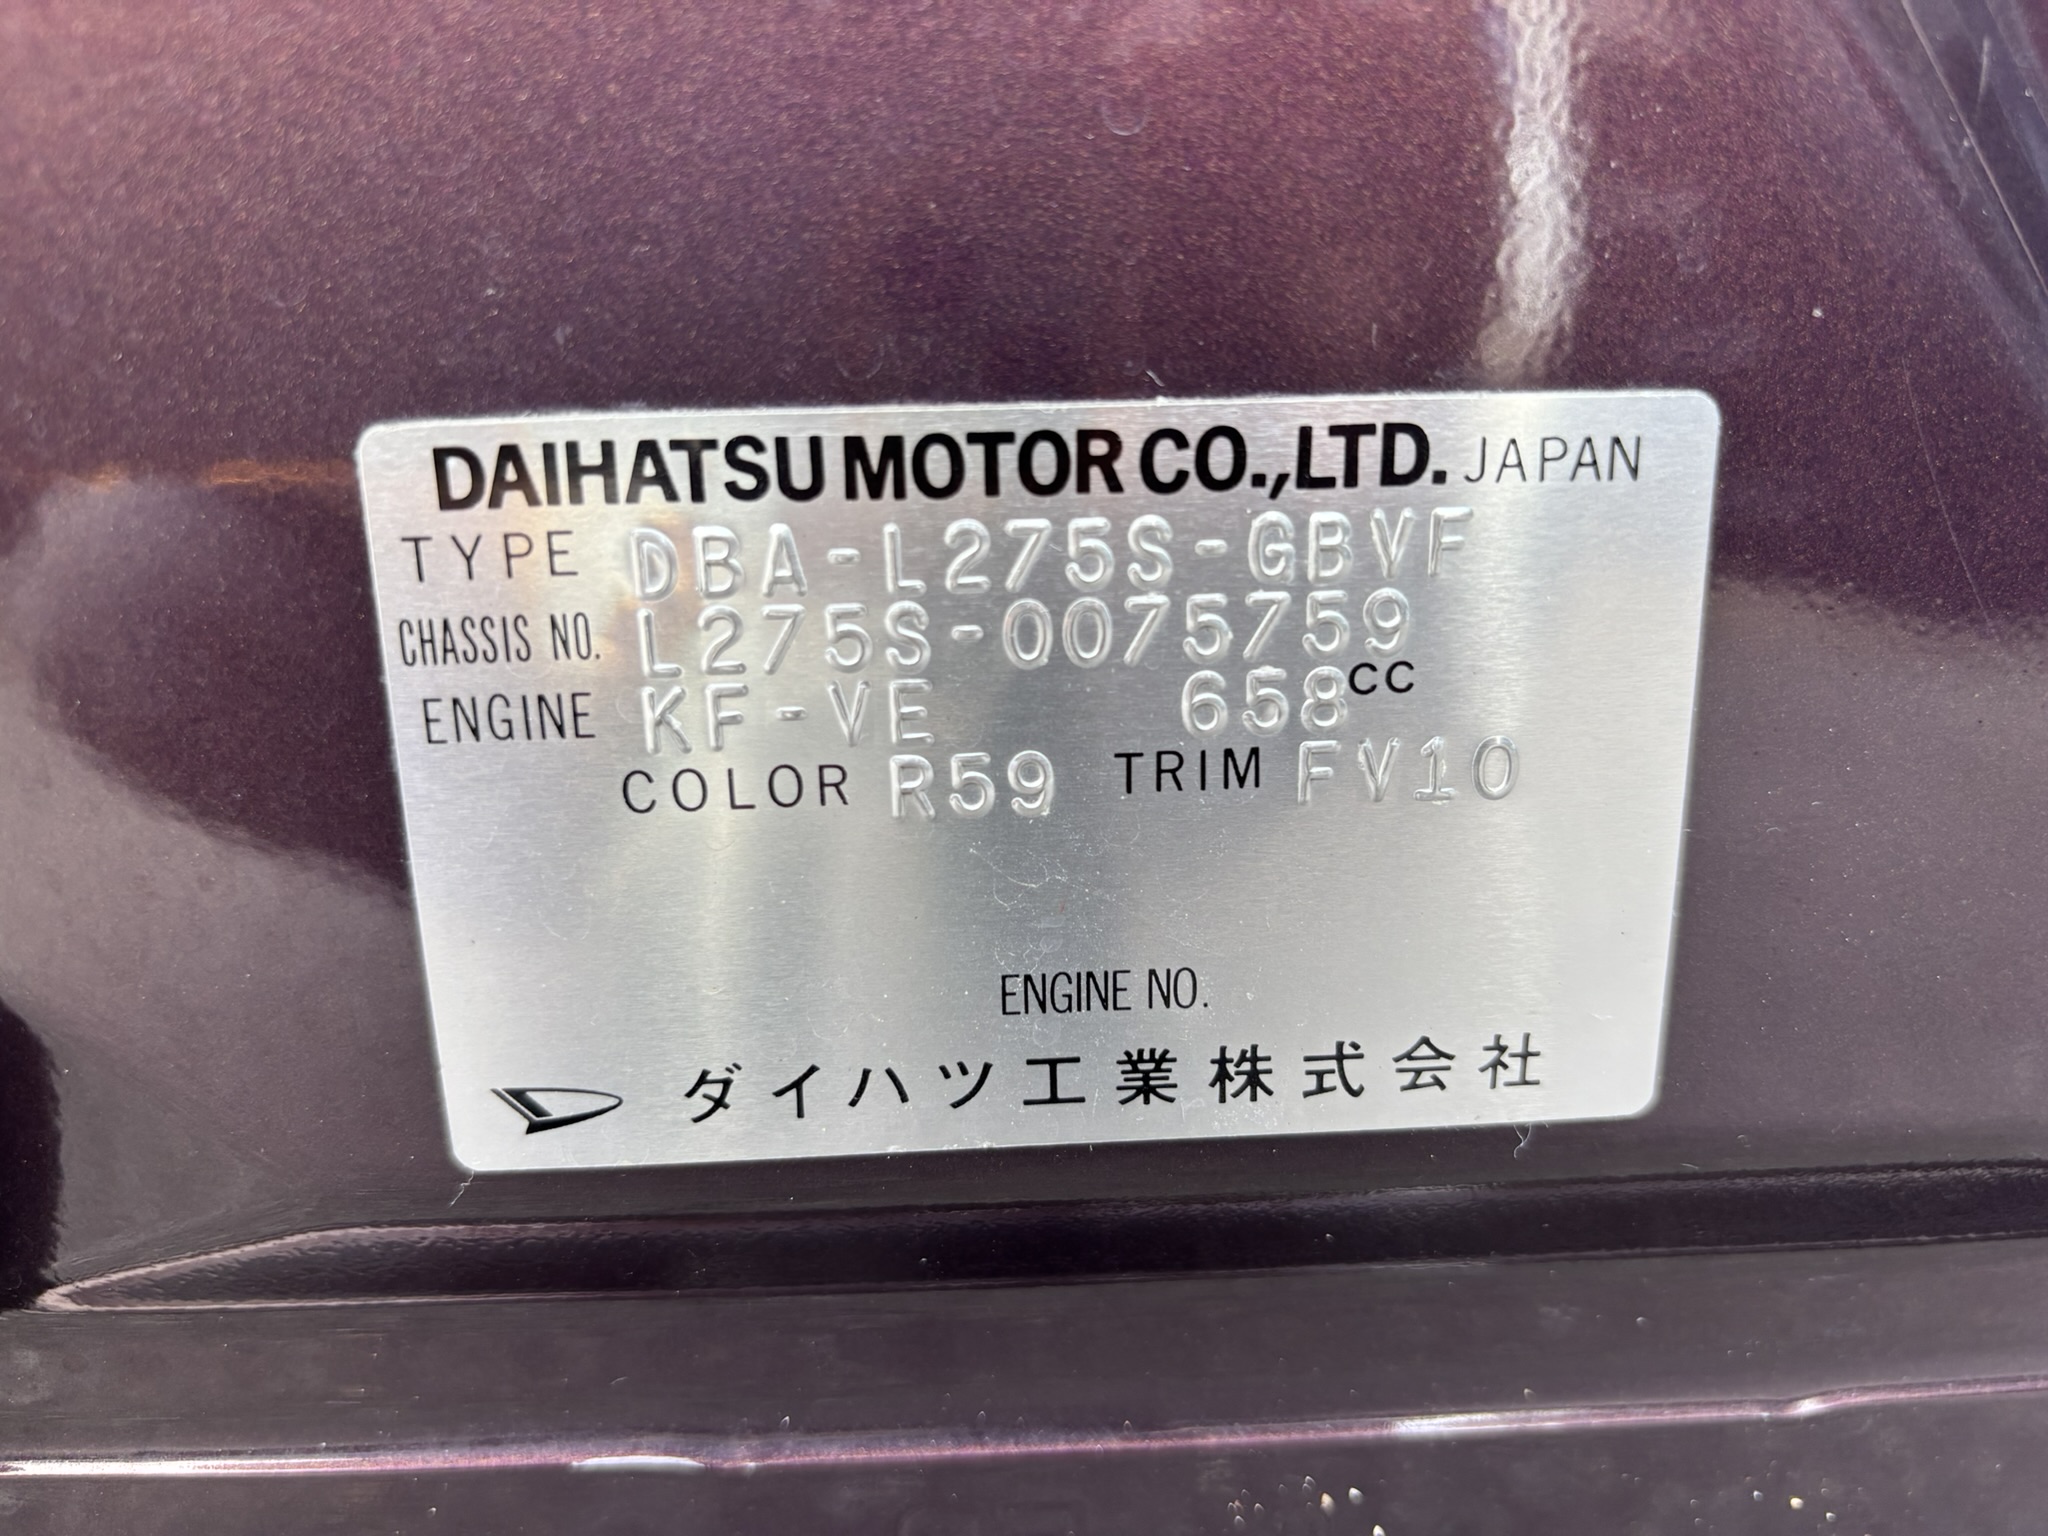 DAIHATSU MOTOR CO.,LTD. JAPAN
TYPE DBA-L275S-GBVF
CHASSIS NO. L275S-0075759
ENGINE KF-VE 658CC
COLOR R59 TRIM FV10
ENGINE NO.
ダイハツ工業株式会社